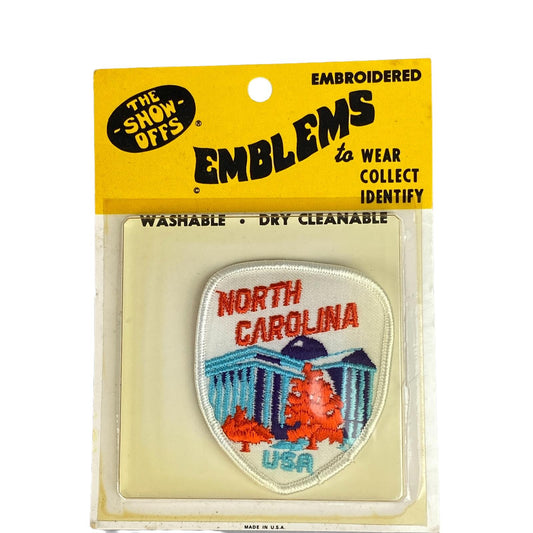 THE
-SHOW-
OFFS
®
EMBROIDERED
©
EMBLEMS
to WEAR
COLLECT
IDENTIFY
WASHABLE • DRY CLEANABLE
NORTH
CAROLINA
USA
MADE IN U.S.A.